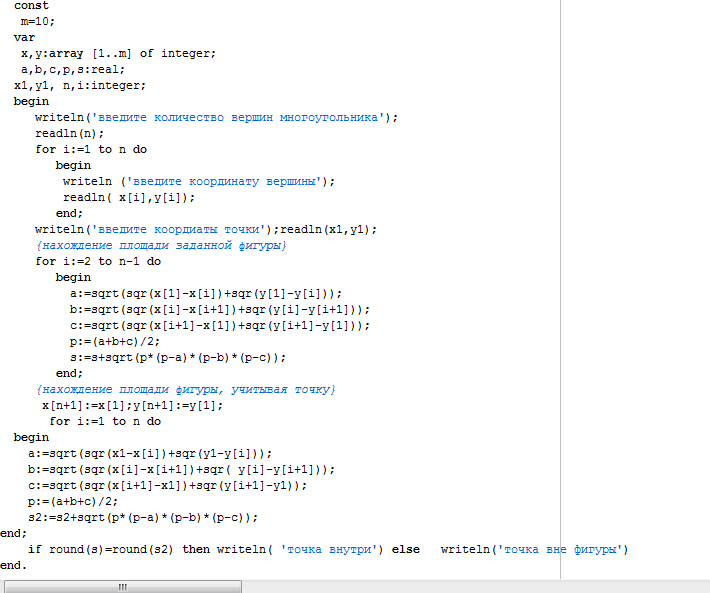 const
m=10;
var
x,y:array [1..m] of integer;
a,b,c,p,s:real;
x1,y1, n,i:integer;
begin
writeln('введите количество вершин многоугольника');
readln(n);
for i:=1 to n do
begin
writeln ('введите координату вершины');
readln( x[i],y[i]);
end;
writeln('введите коордиаты точки');readln(x1,y1);
{нахождение площади заданной фигуры}
for i:=2 to n-1 do
begin
a:=sqrt(sqr(x[1]-x[i])+sqr(y[1]-y[i]));
b:=sqrt(sqr(x[i]-x[i+1])+sqr(y[i]-y[i+1]));
c:=sqrt(sqr(x[i+1]-x[1])+sqr(y[i+1]-y[1]));
p:=(a+b+c)/2;
s:=s+sqrt(p*(p-a)*(p-b)*(p-c));
end;
{нахождение площади фигуры, учитывая точку}
x[n+1]:=x[1];y[n+1]:=y[1];
for i:=1 to n do
begin
a:=sqrt(sqr(x1-x[i])+sqr(y1-y[i]));
b:=sqrt(sqr(x[i]-x[i+1])+sqr( y[i]-y[i+1]));
c:=sqrt(sqr(x[i+1]-x1)+sqr(y[i+1]-y1));
p:=(a+b+c)/2;
s2:=s2+sqrt(p*(p-a)*(p-b)*(p-c));
end;
if round(s)=round(s2) then writeln( 'точка внутри') else writeln('точка вне фигуры')
end.